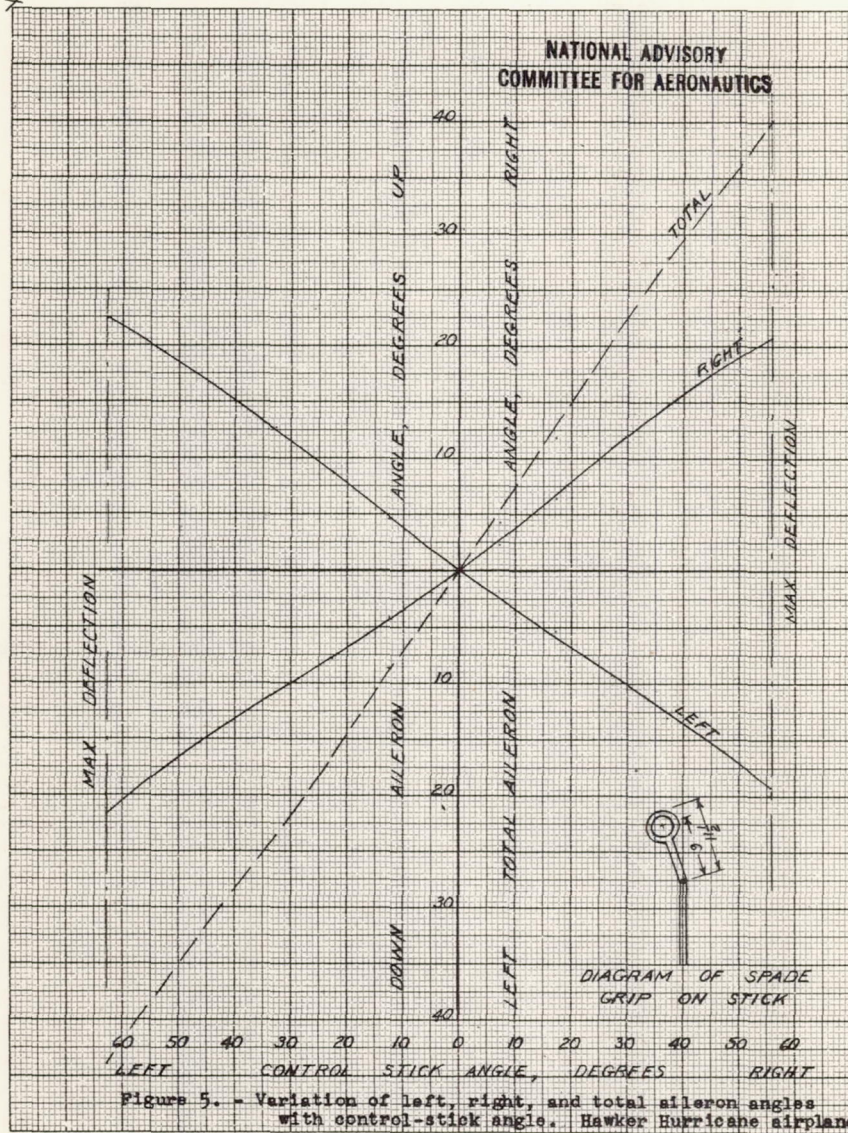 NATIONAL ADVISORY
COMMITTEE FOR AERONAUTICS
40
30
20
10
10
20
30
40
DOWN AILERON ANGLE, DEGREES UP
LEFT TOTAL AILERON ANGLE, DEGREES RIGHT
TOTAL
RIGHT
LEFT
MAX DEFLECTION
MAX DEFLECTION
9
DIAGRAM OF SPADE
GRIP ON STICK
60 50 40 30 20 10 0 10 20 30 40 50 60
LEFT CONTROL STICK ANGLE, DEGREES RIGHT
Figure 5. - Variation of left, right, and total aileron angles
with control-stick angle. Hawker Hurricane airplane